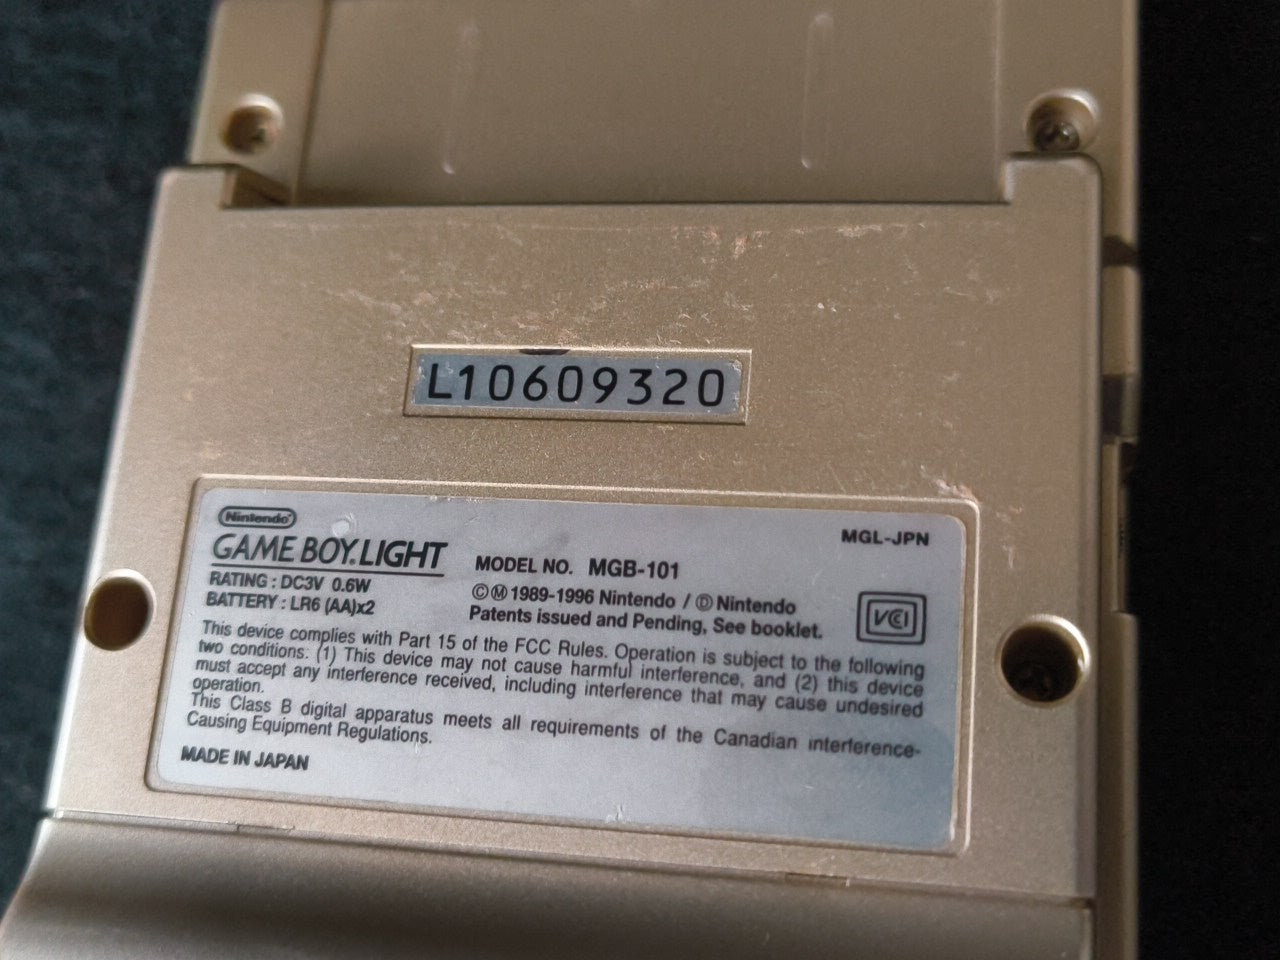 L10609320
Nintendo
GAME BOY.LIGHT
MGL-JPN
RATING : DC3V 0.6W
BATTERY : LR6 (AA)x2
MODEL NO. MGB-101
©Ⓜ1989-1996 Nintendo / Ⓓ Nintendo
Patents issued and Pending, See booklet.
VCI
This device complies with Part 15 of the FCC Rules. Operation is subject to the following
two conditions: (1) This device may not cause harmful interference, and (2) this device
must accept any interference received, including interference that may cause undesired
operation.
This Class B digital apparatus meets all requirements of the Canadian interference-
Causing Equipment Regulations.
MADE IN JAPAN